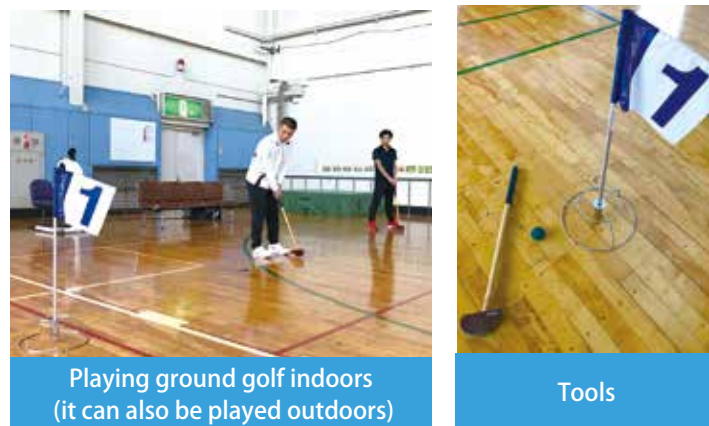 1
1
Playing ground golf indoors
(it can also be played outdoors)
Tools